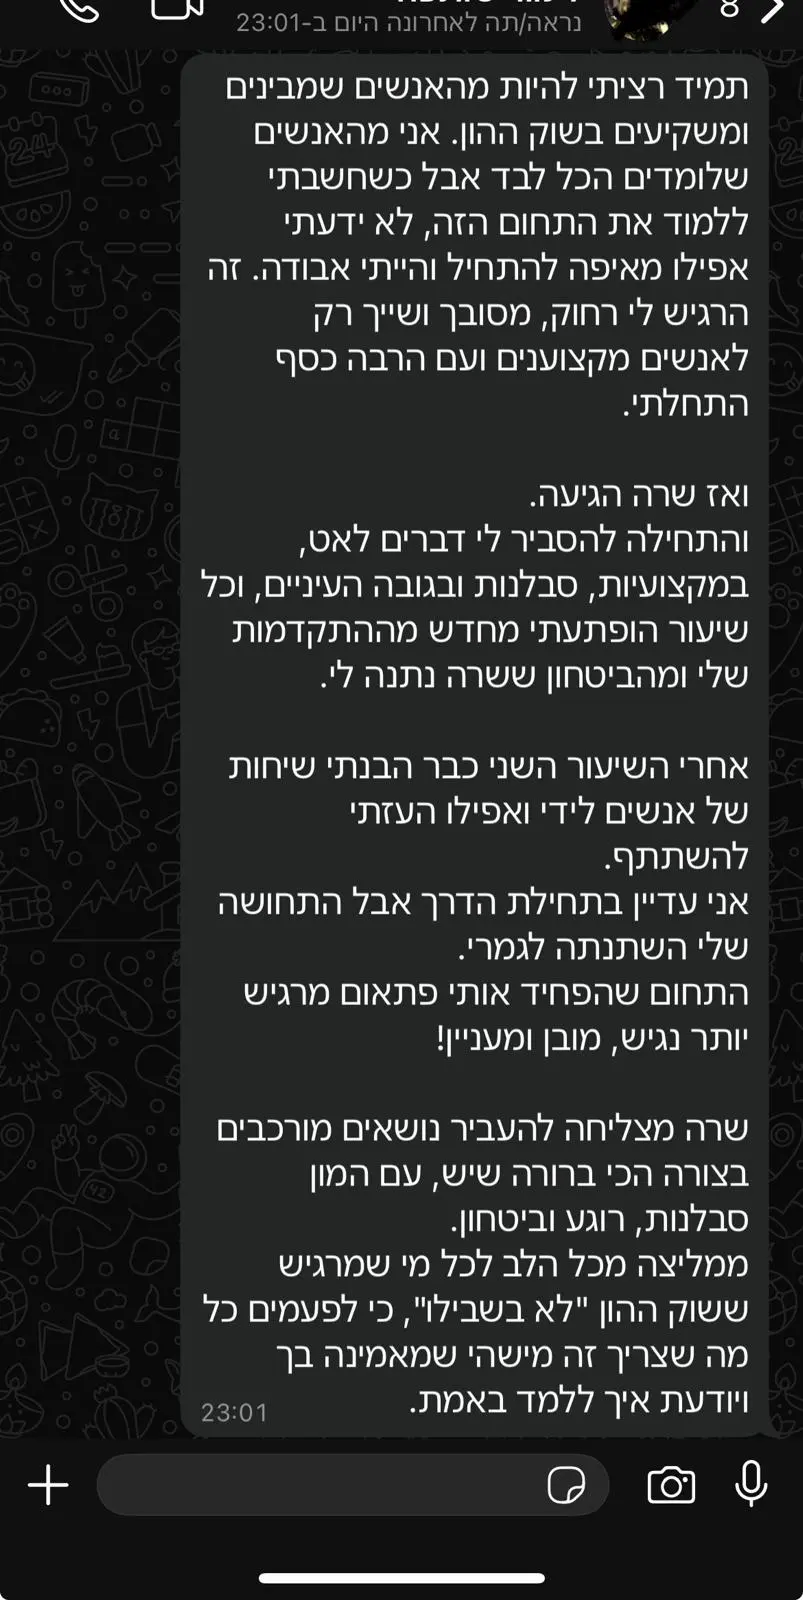 8
נראה/תה לאחרונה היום ב-23:01
תמיד רציתי להיות מהאנשים שמבינים
ומשקיעים בשוק ההון. אני מהאנשים
שלומדים הכל לבד אבל כשחשבתי
ללמוד את התחום הזה, לא ידעתי
אפילו מאיפה להתחיל והייתי אבודה. זה
הרגיש לי רחוק, מסובך ושייך רק
לאנשים מקצוענים ועם הרבה כסף
התחלתי.
ואז שרה הגיעה.
והתחילה להסביר לי דברים לאט,
במקצועיות, סבלנות ובגובה העיניים, וכל
שיעור הופתעתי מחדש מההתקדמות
שלי ומהביטחון ששרה נתנה לי.
אחרי השיעור השני כבר הבנתי שיחות
של אנשים לידי ואפילו העזתי
להשתתף.
אני עדיין בתחילת הדרך אבל התחושה
שלי השתנתה לגמרי.
התחום שהפחיד אותי פתאום מרגיש
יותר נגיש, מובן ומעניין!
שרה מצליחה להעביר נושאים מורכבים
בצורה הכי ברורה שיש, עם המון
סבלנות, רוגע וביטחון.
ממליצה מכל הלב לכל מי שמרגיש
ששוק ההון "לא בשבילו", כי לפעמים כל
מה שצריך זה מישהי שמאמינה בך
ויודעת איך ללמד באמת.
23:01